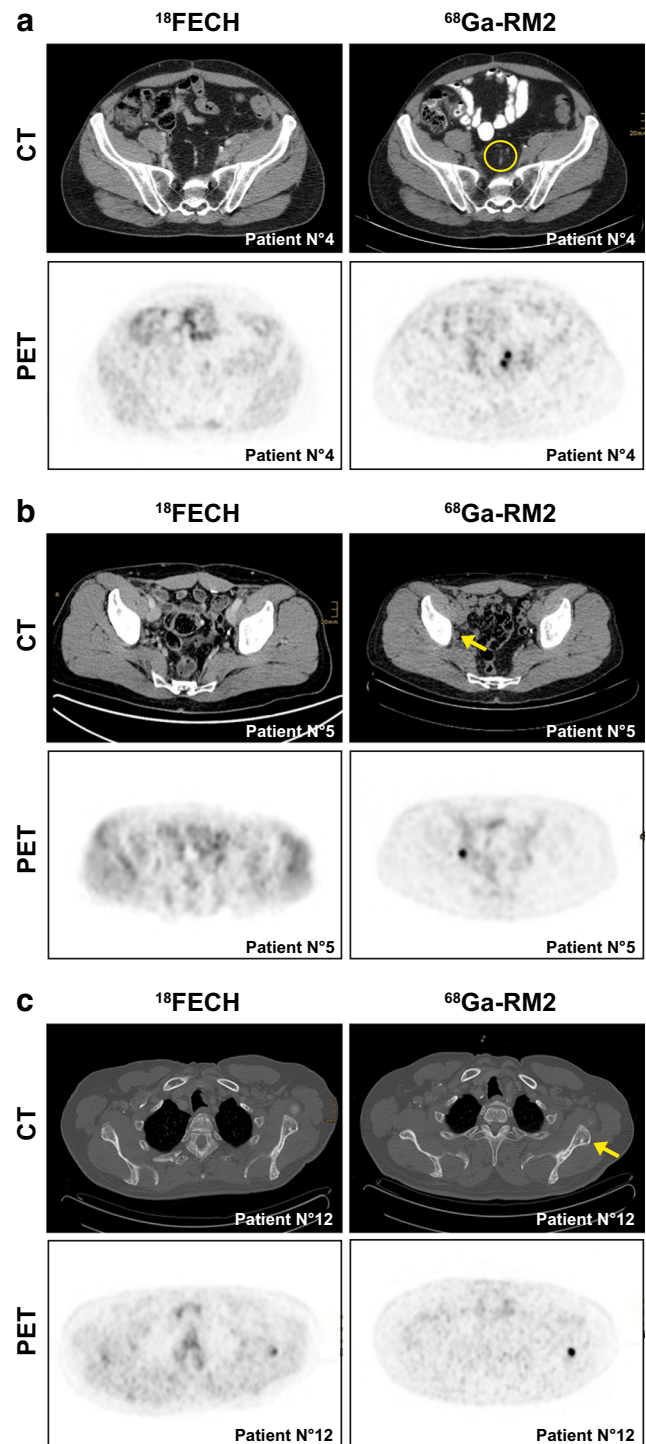 a
¹⁸FECH ⁶⁸Ga-RM2
CT
20mm
Patient N°4 Patient N°4
PET
Patient N°4 Patient N°4
b
¹⁸FECH ⁶⁸Ga-RM2
CT
R
20mm
Patient N°5 Patient N°5
PET
Patient N°5 Patient N°5
c
¹⁸FECH ⁶⁸Ga-RM2
CT
Patient N°12 Patient N°12
PET
Patient N°12 Patient N°12